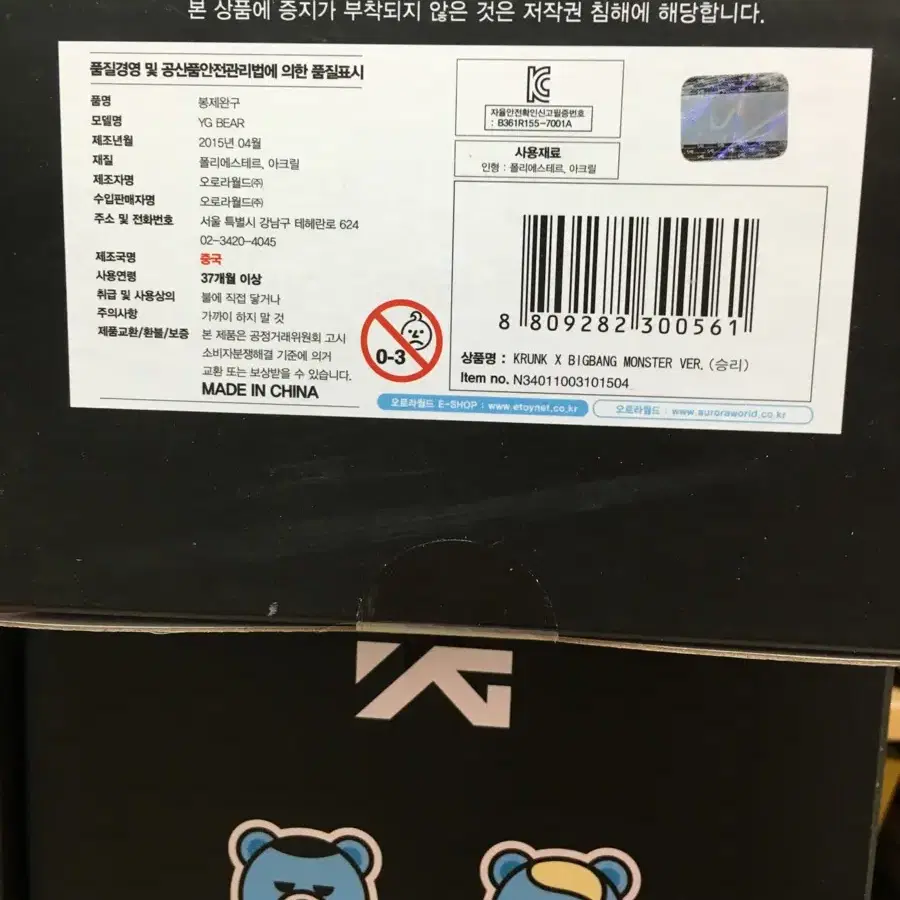 본 상품에 증지가 부착되지 않은 것은 저작권 침해에 해당합니다.
품질경영 및 공산품안전관리법에 의한 품질표시
품명 봉제완구
모델명 YG BEAR
제조년월 2015년 04월
재질 폴리에스테르, 아크릴
제조자명 오로라월드㈜
수입판매자명 오로라월드㈜
주소 및 전화번호 서울 특별시 강남구 테헤란로 624
02-3420-4045
제조국명 중국
사용연령 37개월 이상
취급 및 사용상의 불에 직접 닿거나
주의사항 가까이 하지 말 것
제품교환/환불/보증 본 제품은 공정거래위원회 고시
소비자분쟁해결 기준에 의거
교환 또는 보상받을 수 있습니다.
MADE IN CHINA
0-3
자율안전확인신고필증번호
: B361R155-7001A
사용재료
인형 : 폴리에스테르, 아크릴
8 809282 300561
상품명 : KRUNK X BIGBANG MONSTER VER. (승리)
Item no. N34011003101504
오로라월드 E-SHOP : www.etoynet.co.kr
오로라월드 : www.auroraworld.co.kr
YG